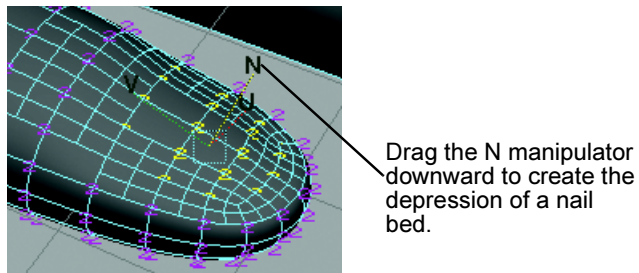 N
V
U
Drag the N manipulator
downward to create the
depression of a nail
bed.